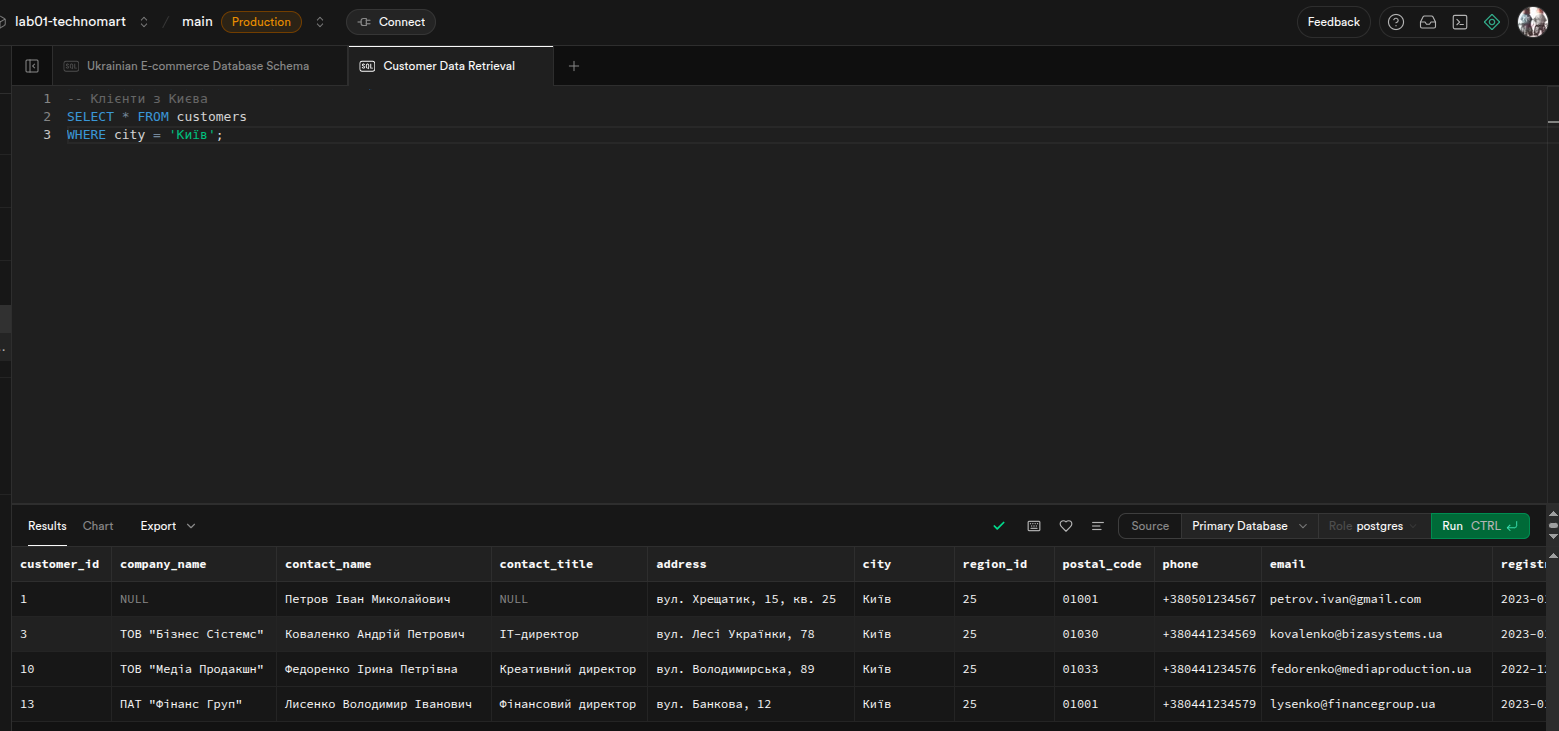 lab01-technomart / main Production Connect Feedback
SQL Ukrainian E-commerce Database Schema SQL Customer Data Retrieval +
1 -- Клієнти з Києва
2 SELECT * FROM customers
3 WHERE city = 'Київ';
Results Chart Export Source Primary Database Role postgres Run CTRL
customer_id company_name contact_name contact_title address city region_id postal_code phone email registr
1 NULL Петров Іван Миколайович NULL вул. Хрещатик, 15, кв. 25 Київ 25 01001 +380501234567 petrov.ivan@gmail.com 2023-0
3 ТОВ "Бізнес Сістемс" Коваленко Андрій Петрович IT-директор вул. Лесі Українки, 78 Київ 25 01030 +380441234569 kovalenko@bizasystems.ua 2023-0
10 ТОВ "Медіа Продакшн" Федоренко Ірина Петрівна Креативний директор вул. Володимирська, 89 Київ 25 01033 +380441234576 fedorenko@mediaproduction.ua 2022-12
13 ПАТ "Фінанс Груп" Лисенко Володимир Іванович Фінансовий директор вул. Банкова, 12 Київ 25 01001 +380441234579 lysenko@financegroup.ua 2023-0